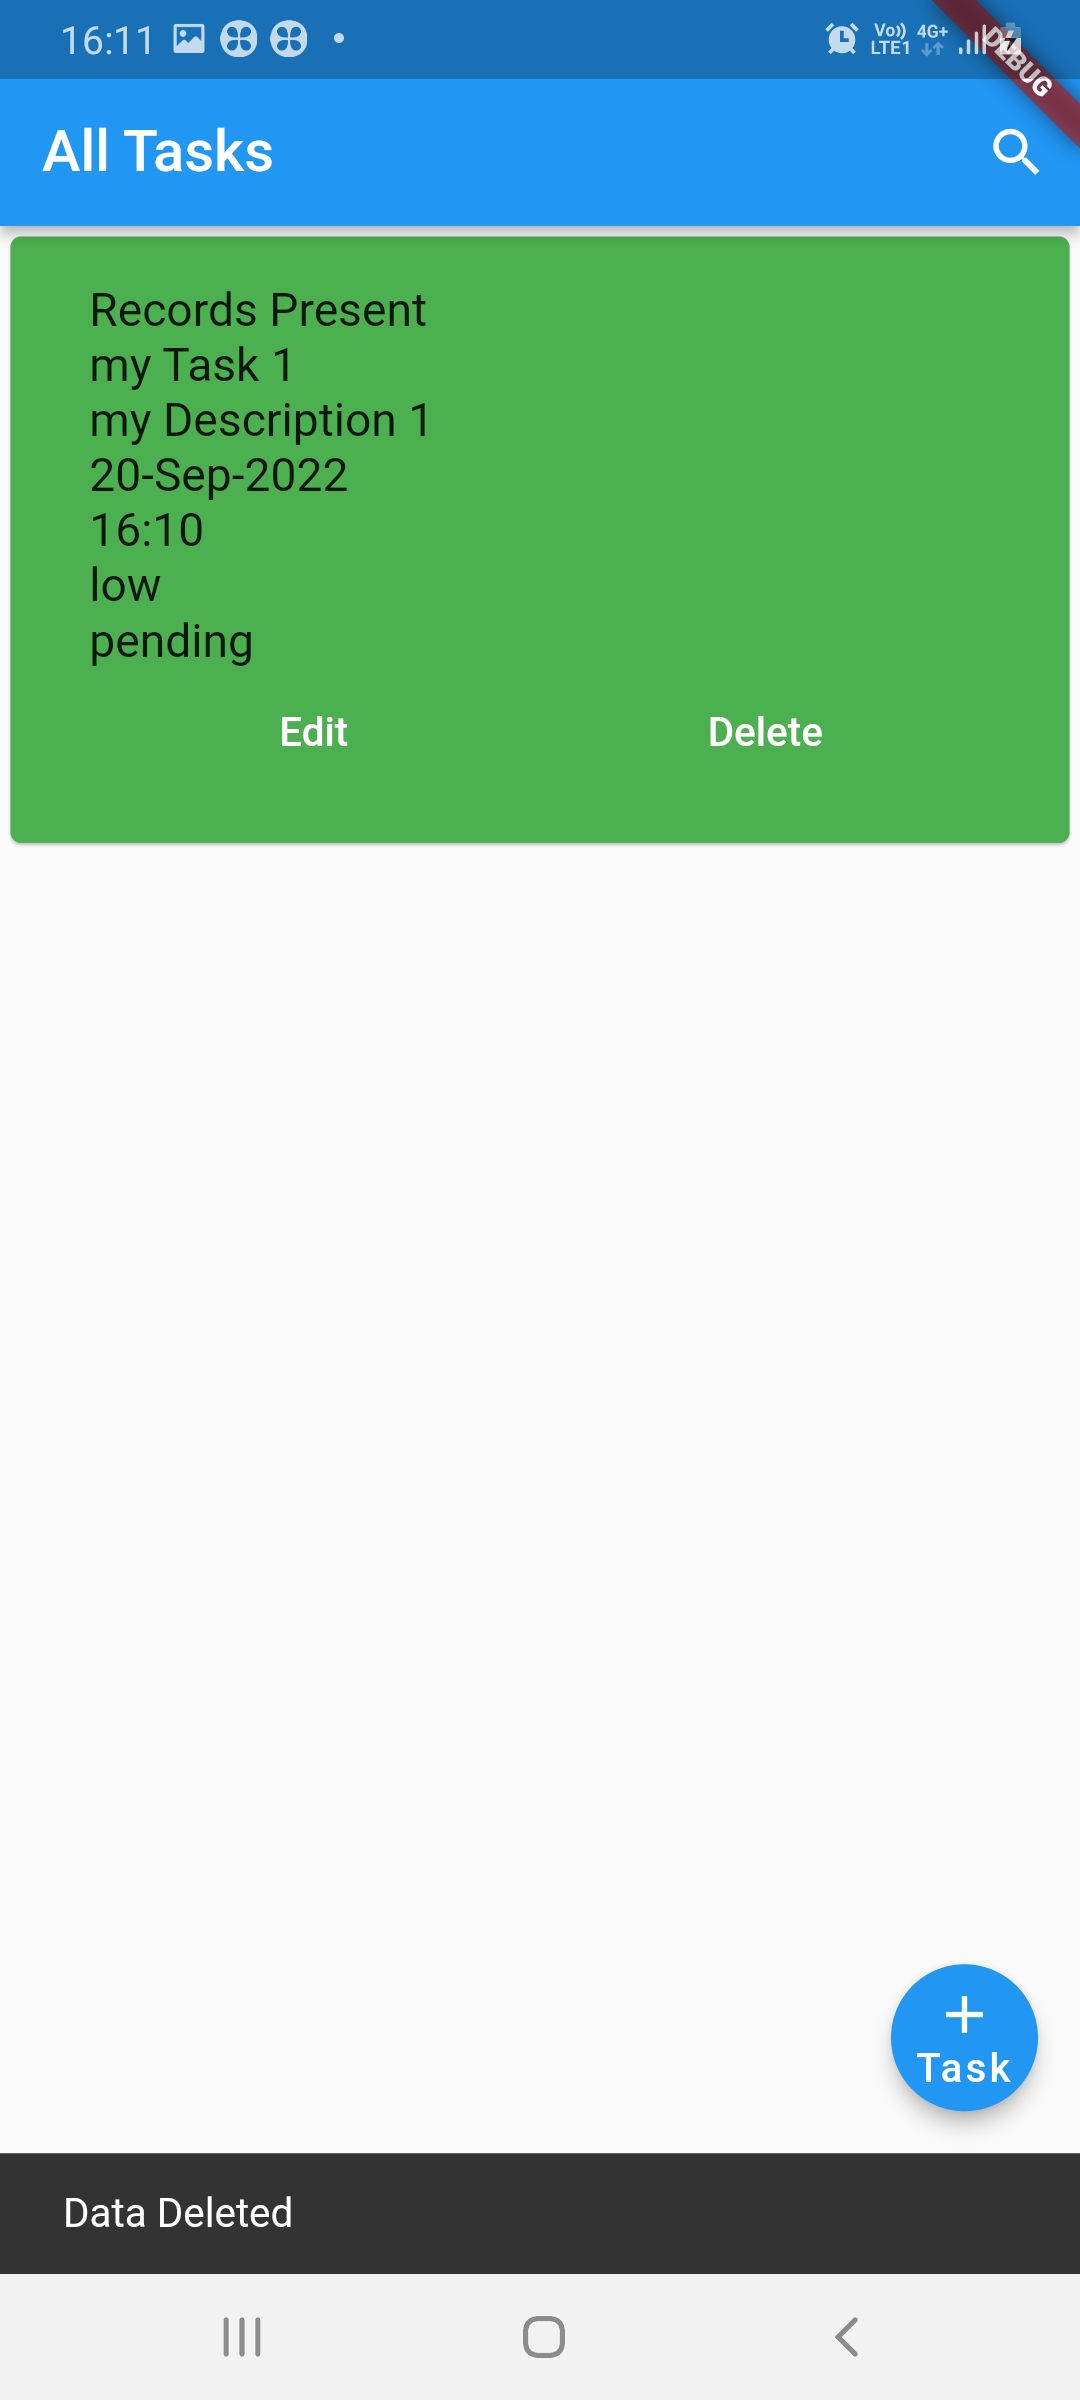 16:11
Vo)) 4G+
LTE1
DEBUG
All Tasks
Records Present
my Task 1
my Description 1
20-Sep-2022
16:10
low
pending
Edit Delete
+
Task
Data Deleted